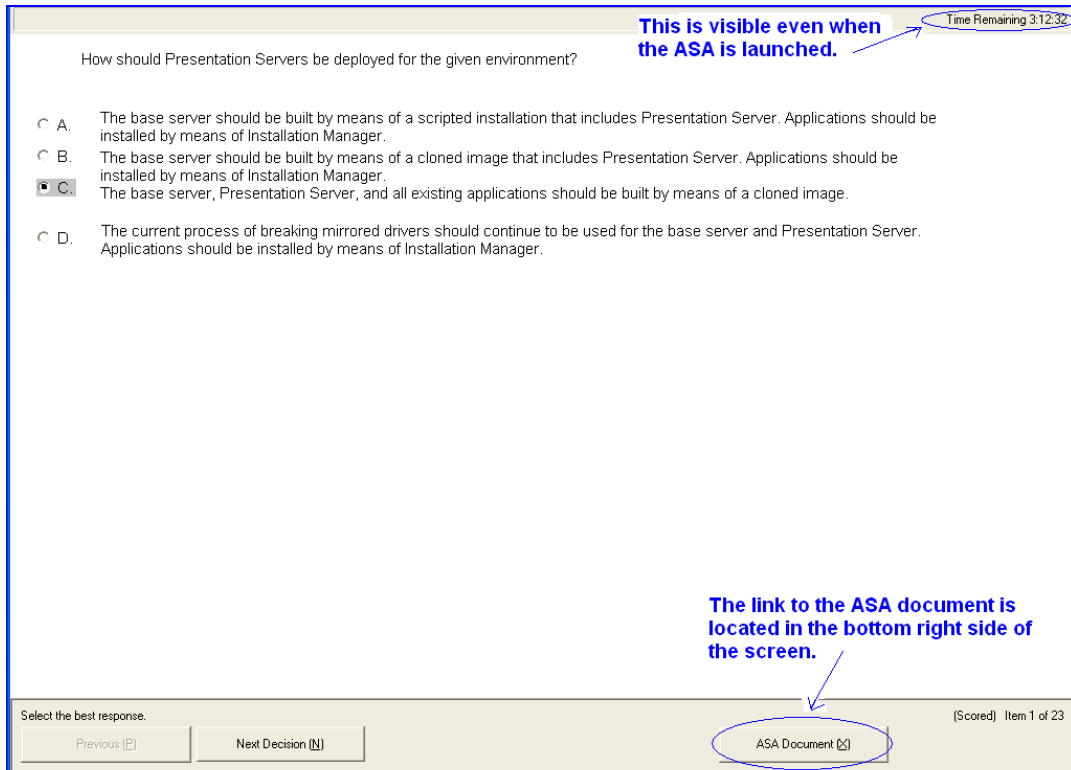 This is visible even when
the ASA is launched.
Time Remaining 3:12:32
How should Presentation Servers be deployed for the given environment?
A. The base server should be built by means of a scripted installation that includes Presentation Server. Applications should be
installed by means of Installation Manager.
B. The base server should be built by means of a cloned image that includes Presentation Server. Applications should be
installed by means of Installation Manager.
C. The base server, Presentation Server, and all existing applications should be built by means of a cloned image.
D. The current process of breaking mirrored drivers should continue to be used for the base server and Presentation Server.
Applications should be installed by means of Installation Manager.
The link to the ASA document is
located in the bottom right side of
the screen.
Select the best response.
(Scored) Item 1 of 23
Previous (P)
Next Decision (N)
ASA Document (X)